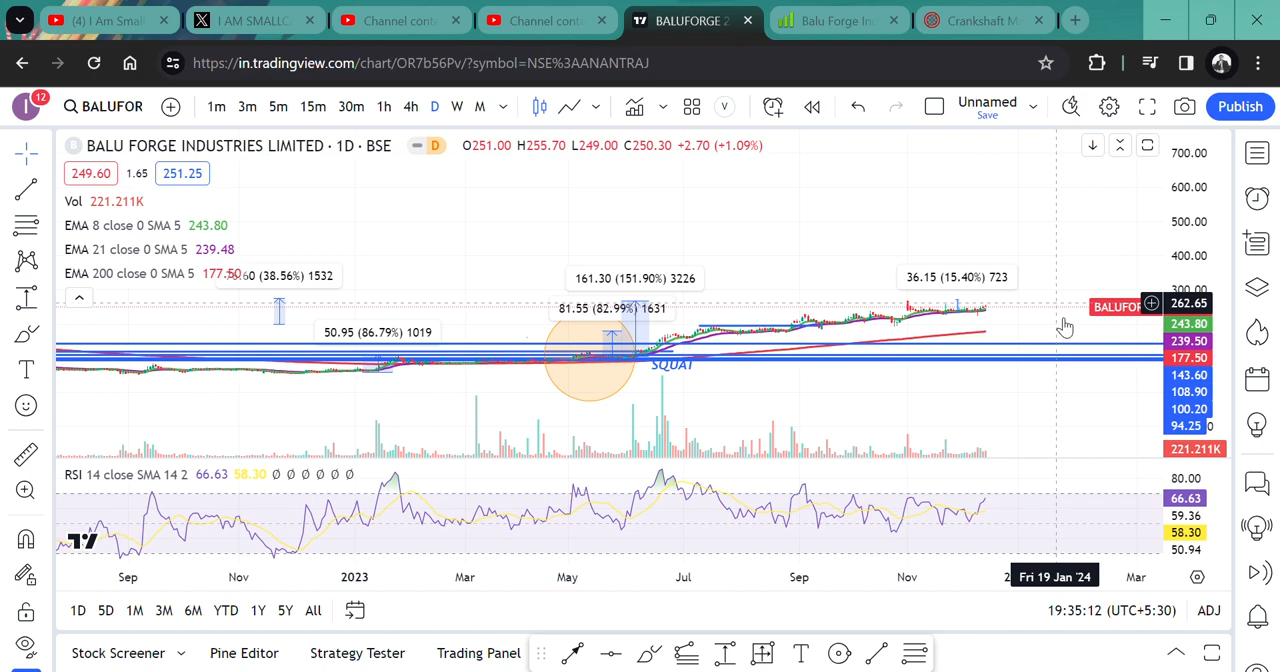 (4) I Am Small
I AM SMALLC
Channel conte
Channel conte
BALUFORGE 2
Balu Forge Ind
Crankshaft Ma
https://in.tradingview.com/chart/OR7b56Pv/?symbol=NSE%3AANANTRAJ
I 12 BALUFOR 1m 3m 5m 15m 30m 1h 4h D W M V Unnamed Save Publish
B BALU FORGE INDUSTRIES LIMITED · 1D · BSE D O251.00 H255.70 L249.00 C250.30 +2.70 (+1.09%)
249.60 1.65 251.25
Vol 221.211K
EMA 8 close 0 SMA 5 243.80
EMA 21 close 0 SMA 5 239.48
EMA 200 close 0 SMA 5 177.50
(38.56%) 1532
161.30 (151.90%) 3226
36.15 (15.40%) 723
81.55 (82.99%) 1631
50.95 (86.79%) 1019
SQUAT
700.00
600.00
500.00
400.00
300.00
BALUFOR 262.65
243.80
239.50
177.50
143.60
108.90
100.20
94.25
221.211K
RSI 14 close SMA 14 2 66.63 58.30 Ø Ø Ø Ø Ø Ø
80.00
66.63
59.36
58.30
50.94
Sep Nov 2023 Mar May Jul Sep Nov Fri 19 Jan '24 Mar
1D 5D 1M 3M 6M YTD 1Y 5Y All 19:35:12 (UTC+5:30) ADJ
Stock Screener Pine Editor Strategy Tester Trading Panel